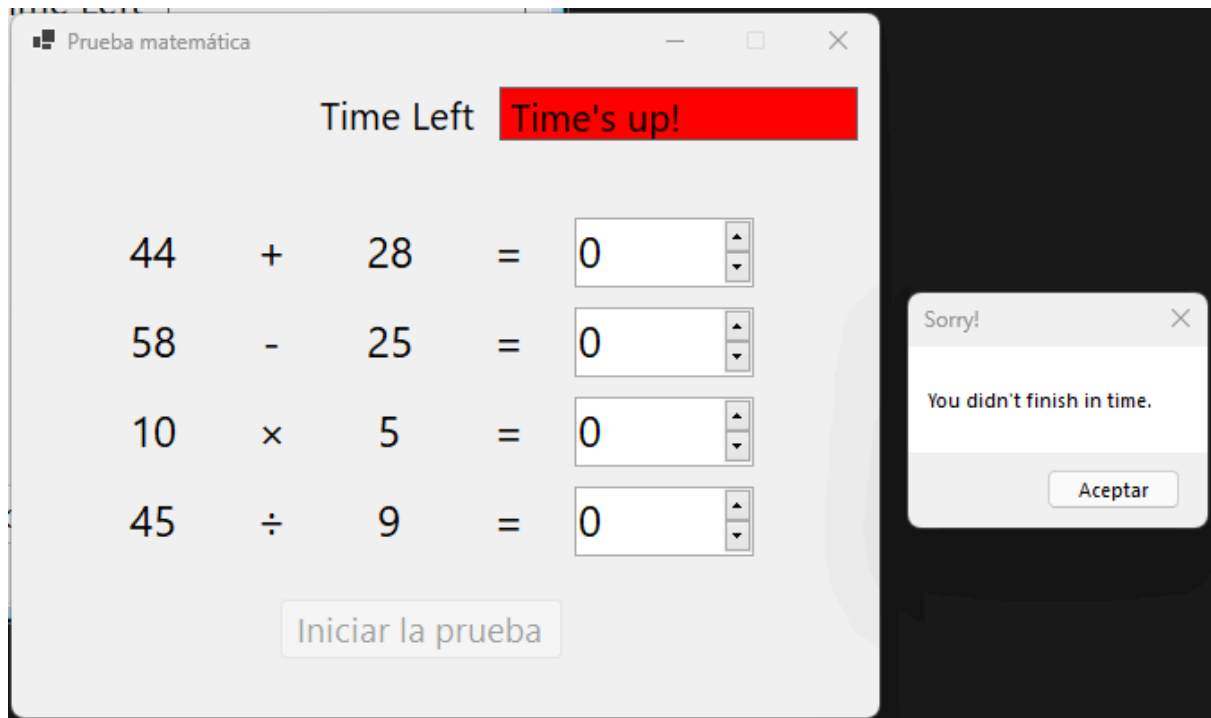 Prueba matemática
Time Left Time's up!
44 + 28 = 0
58 - 25 = 0
10 × 5 = 0
45 ÷ 9 = 0
Iniciar la prueba
Sorry!
You didn't finish in time.
Aceptar